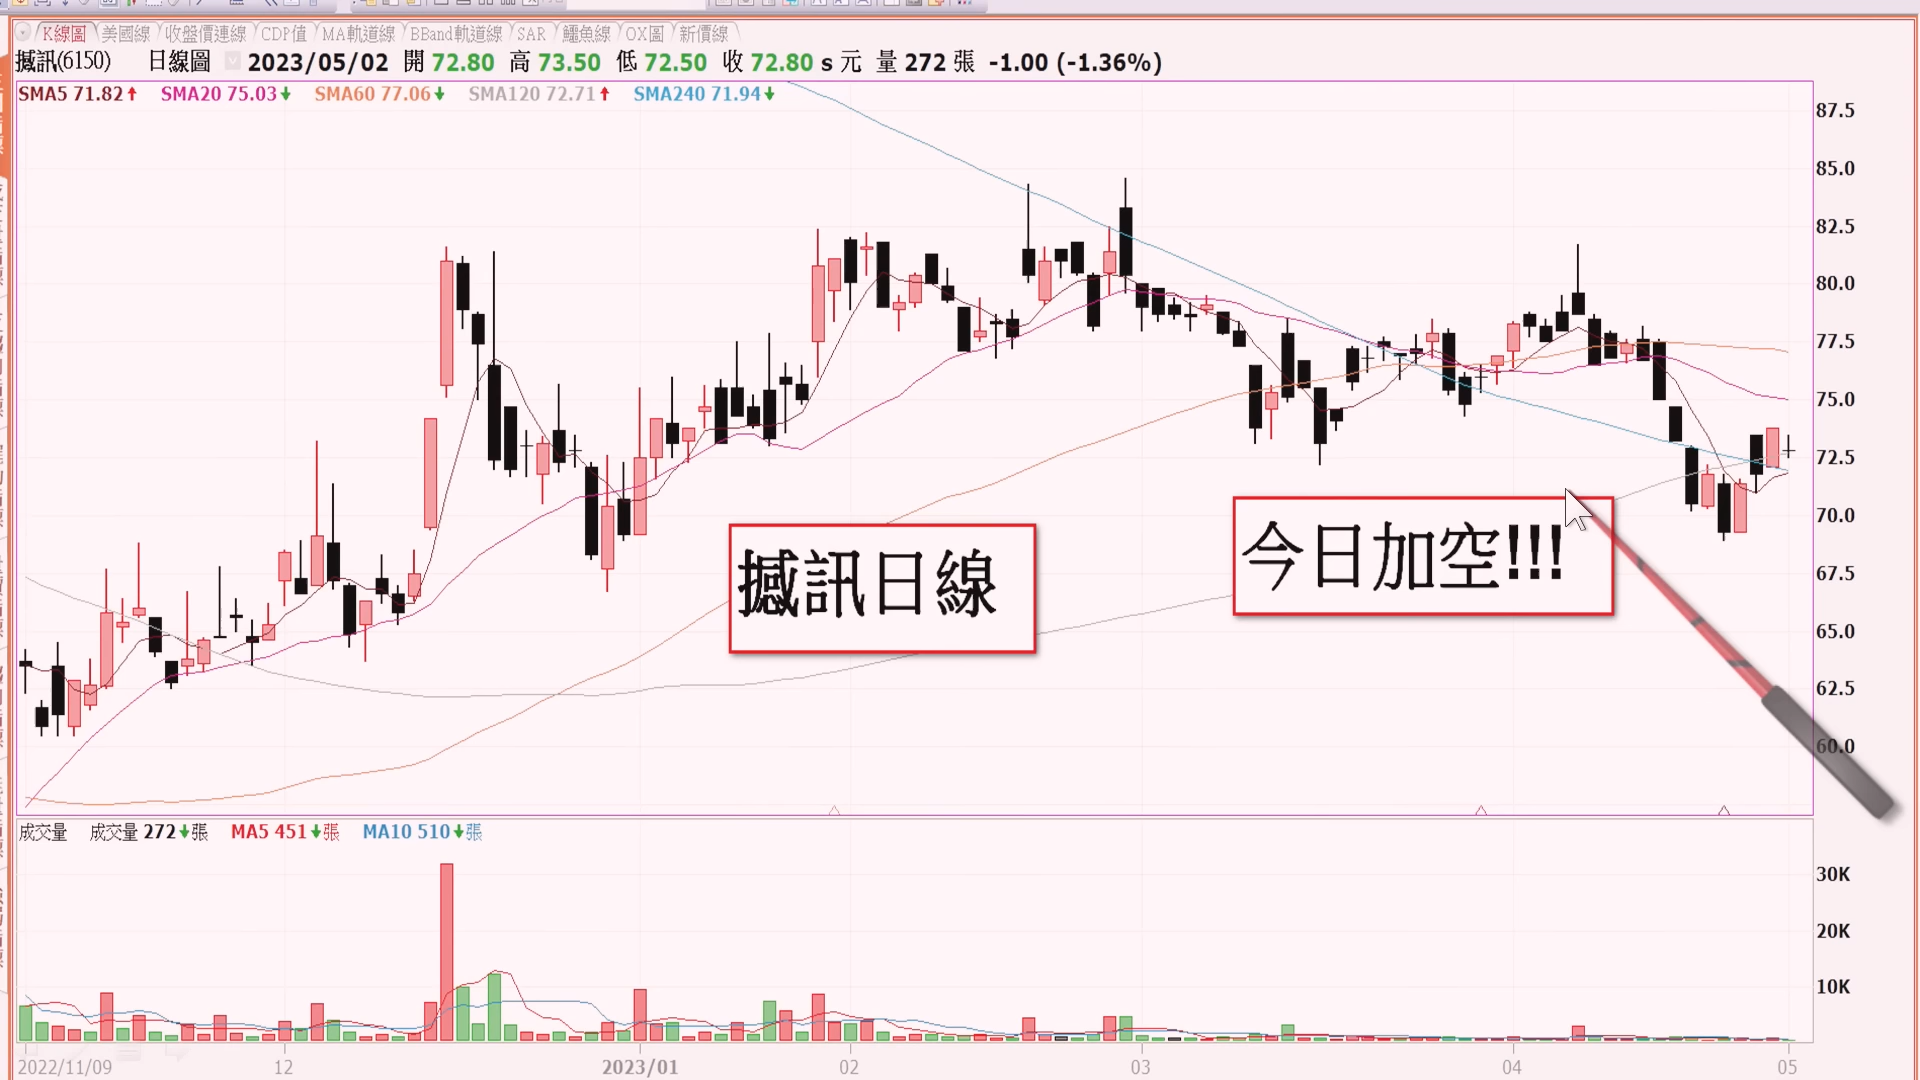 K線圖 美國線 收盤價連線 CDP值 MA軌道線 BBand軌道線 SAR 鱷魚線 OX圖 新價線
撼訊(6150) 日線圖 2023/05/02 開 72.80 高 73.50 低 72.50 收 72.80 s 元 量 272 張 -1.00 (-1.36%)
SMA5 71.82↑ SMA20 75.03↓ SMA60 77.06↓ SMA120 72.71↑ SMA240 71.94↓
87.5
85.0
82.5
80.0
77.5
75.0
72.5
70.0
67.5
65.0
62.5
60.0
今日加空!!!
撼訊日線
成交量 成交量 272↓張 MA5 451↓張 MA10 510↓張
30K
20K
10K
2022/11/09 12 2023/01 02 03 04 05